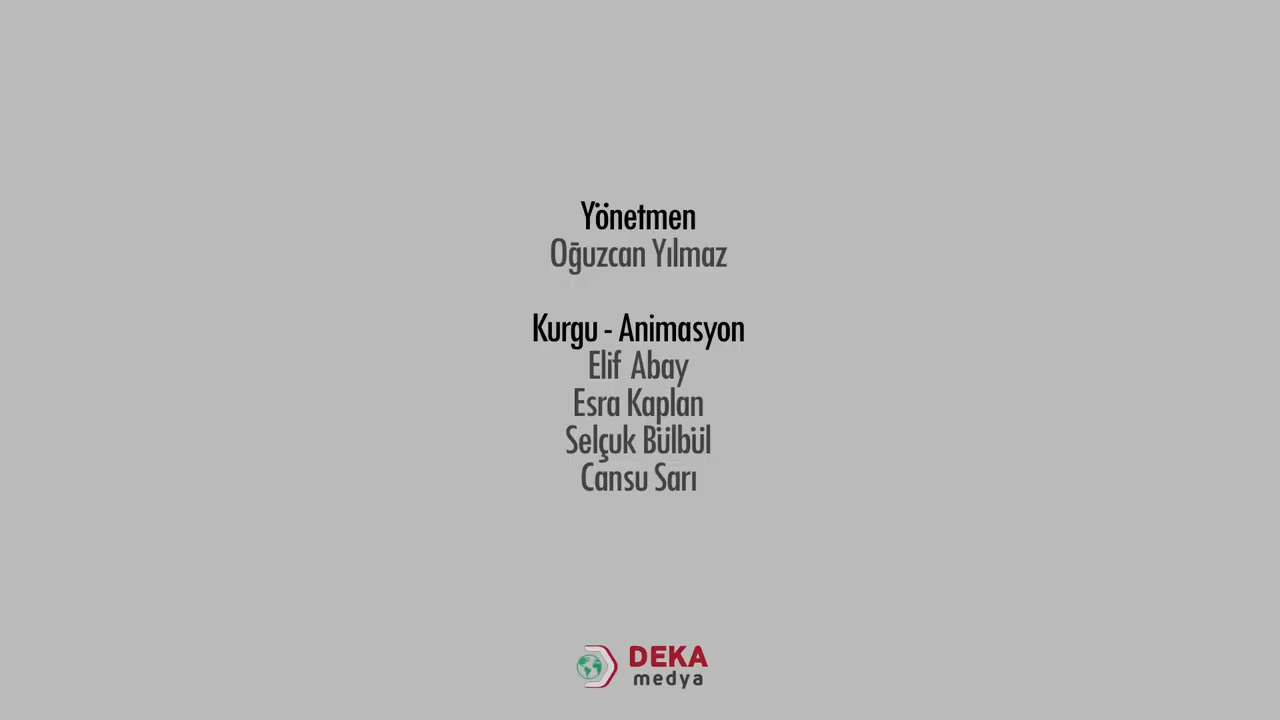 Yönetmen
Oğuzcan Yılmaz
Kurgu - Animasyon
Elif Abay
Esra Kaplan
Selçuk Bülbül
Cansu Sarı
DEKA
medya